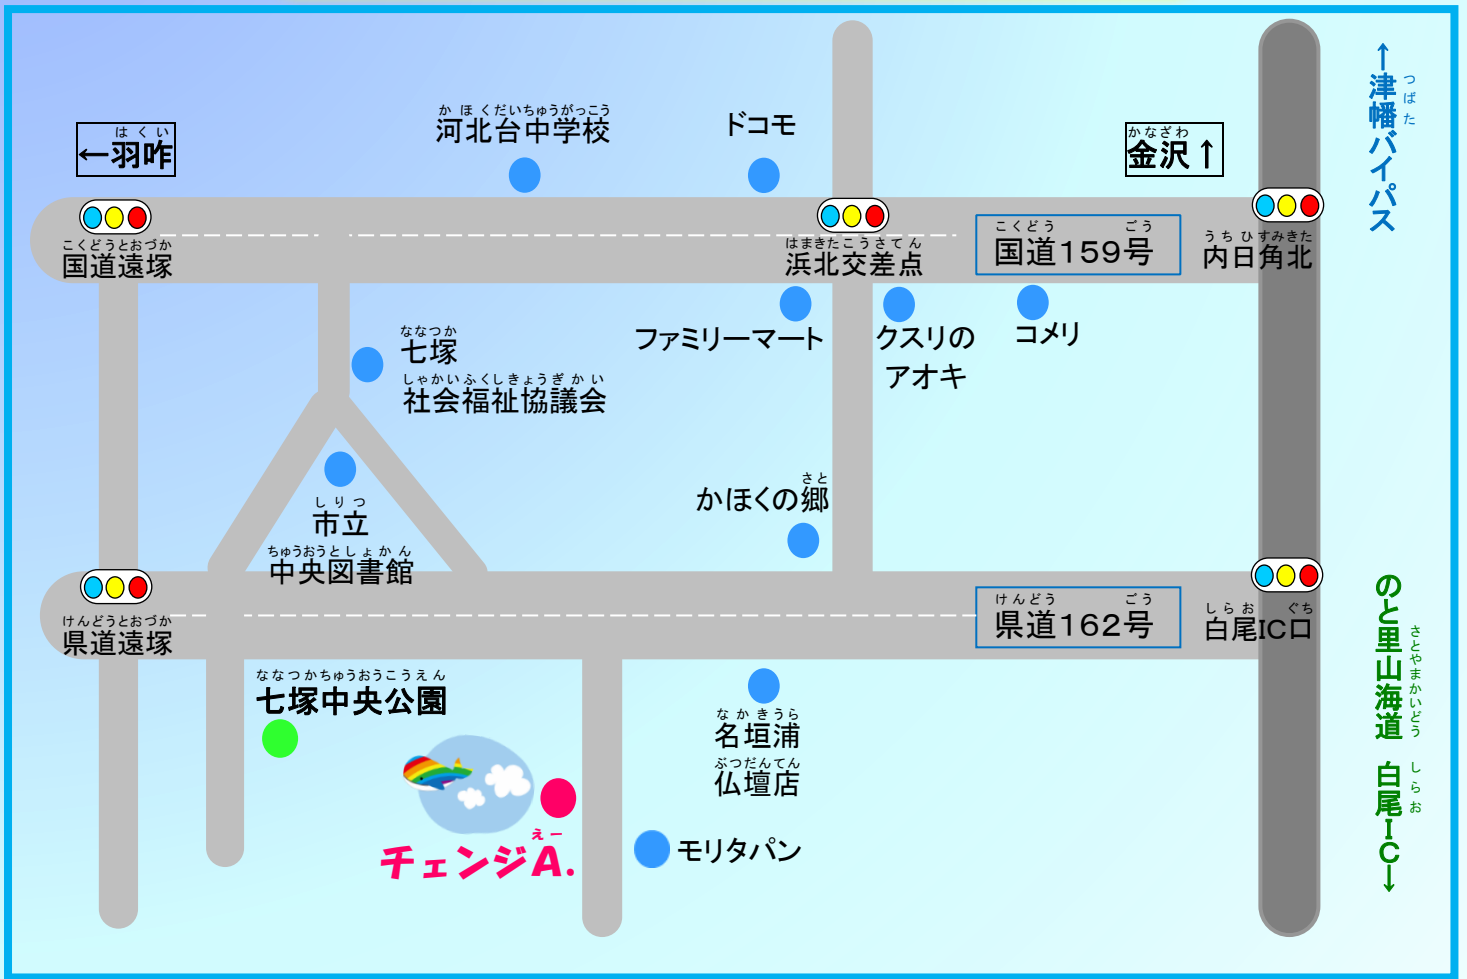 ←羽咋
はくい
河北台中学校
かほくだいちゅうがっこう
ドコモ
金沢↑
かなざわ
↑津幡バイパス
つばた
国道遠塚
こくどうとおづか
浜北交差点
はまきたこうさてん
国道159号
こくどう ごう
内日角北
うちひすみきた
七塚
ななつか
社会福祉協議会
しゃかいふくしきょうぎかい
ファミリーマート
クスリの
アオキ
コメリ
市立
しりつ
中央図書館
ちゅうおうとしょかん
かほくの郷
さと
県道遠塚
けんどうとおづか
県道162号
けんどう ごう
白尾IC口
しらお ぐち
のと里山海道 白尾IC→
さとやまかいどう しらお
七塚中央公園
ななつかちゅうおうこうえん
名垣浦
なかきうら
仏壇店
ぶつだんてん
チェンジA.
えー
モリタパン